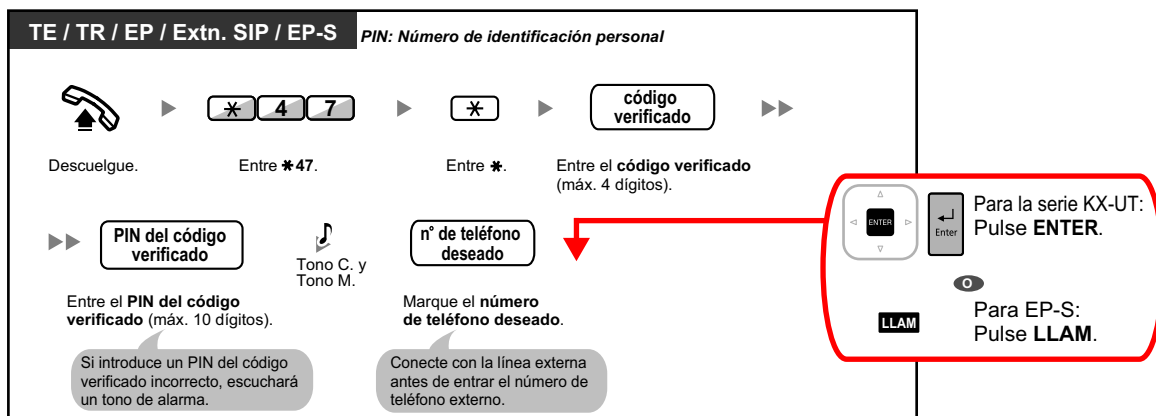 TE / TR / EP / Extn. SIP / EP-S
PIN: Número de identificación personal
✱ 4 7
✱
código
verificado
Descuelgue.
Entre ✱47.
Entre ✱.
Entre el código verificado
(máx. 4 dígitos).
PIN del código
verificado
Tono C. y
Tono M.
n° de teléfono
deseado
Entre el PIN del código
verificado (máx. 10 dígitos).
Marque el número
de teléfono deseado.
Si introduce un PIN del código
verificado incorrecto, escuchará
un tono de alarma.
Conecte con la línea externa
antes de entrar el número de
teléfono externo.
ENTER
Enter
Para la serie KX-UT:
Pulse ENTER.
O
LLAM
Para EP-S:
Pulse LLAM.